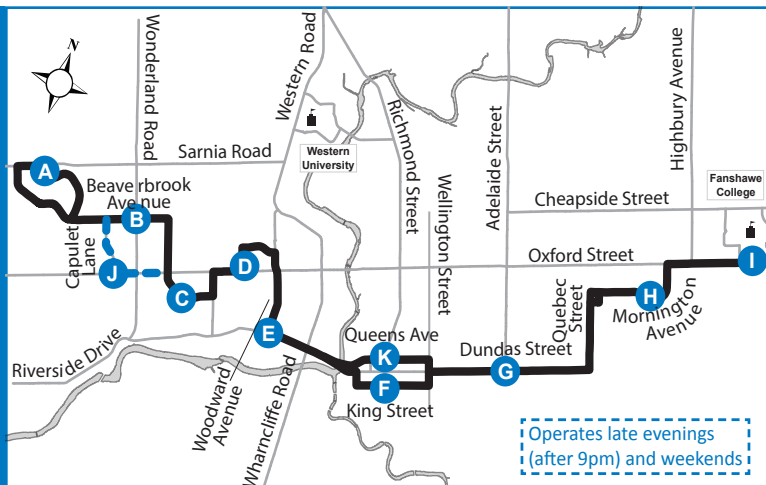 N
Wonderland Road
Western Road
Highbury Avenue
Sarnia Road
Western
University
Richmond Street
Wellington Street
Adelaide Street
Fanshawe
College
A
Beaverbrook
Avenue
B
Cheapside Street
Capulet
Lane
J
D
Oxford Street
I
C
Quebec
Street
H
Mornington
Avenue
E
Queens Ave
K
Dundas Street
G
Riverside Drive
Woodward
Avenue
Wharncliffe Road
F
King Street
Operates late evenings
(after 9pm) and weekends